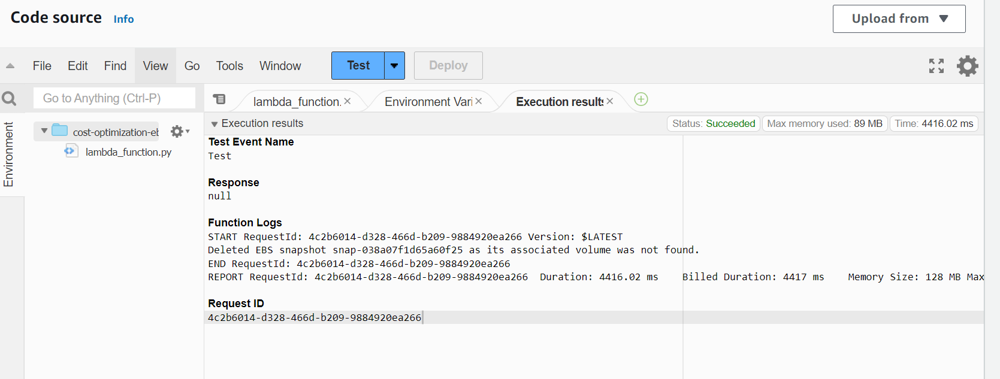 Code source Info
Upload from
File Edit Find View Go Tools Window Test Deploy
Go to Anything (Ctrl-P)
lambda_function. Environment Vari Execution results
Environment
cost-optimization-eb
lambda_function.py
Execution results
Status: Succeeded Max memory used: 89 MB Time: 4416.02 ms
Test Event Name
Test
Response
null
Function Logs
START RequestId: 4c2b6014-d328-466d-b209-9884920ea266 Version: $LATEST
Deleted EBS snapshot snap-038a07f1d65a60f25 as its associated volume was not found.
END RequestId: 4c2b6014-d328-466d-b209-9884920ea266
REPORT RequestId: 4c2b6014-d328-466d-b209-9884920ea266 Duration: 4416.02 ms Billed Duration: 4417 ms Memory Size: 128 MB Max
Request ID
4c2b6014-d328-466d-b209-9884920ea266